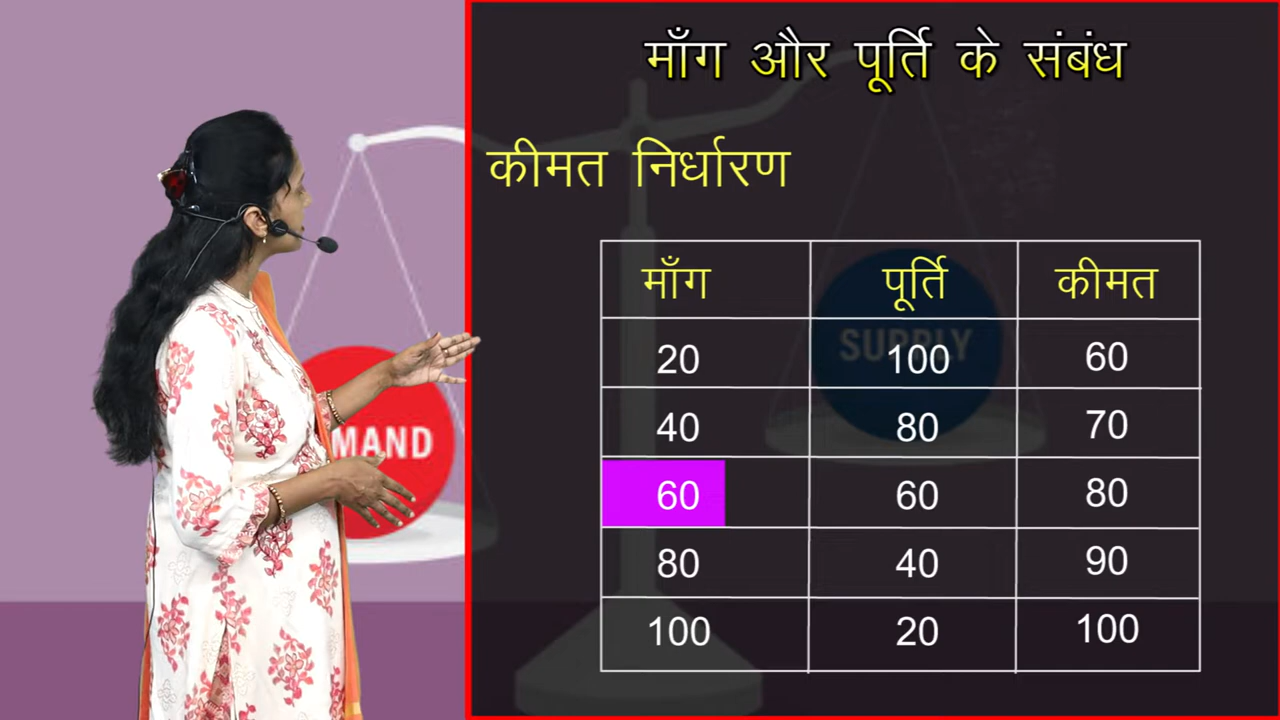 माँग और पूर्ति के संबंध
कीमत निर्धारण
माँग पूर्ति कीमत
20 100 60
40 80 70
60 60 80
80 40 90
100 20 100
SUPPLY
MAND